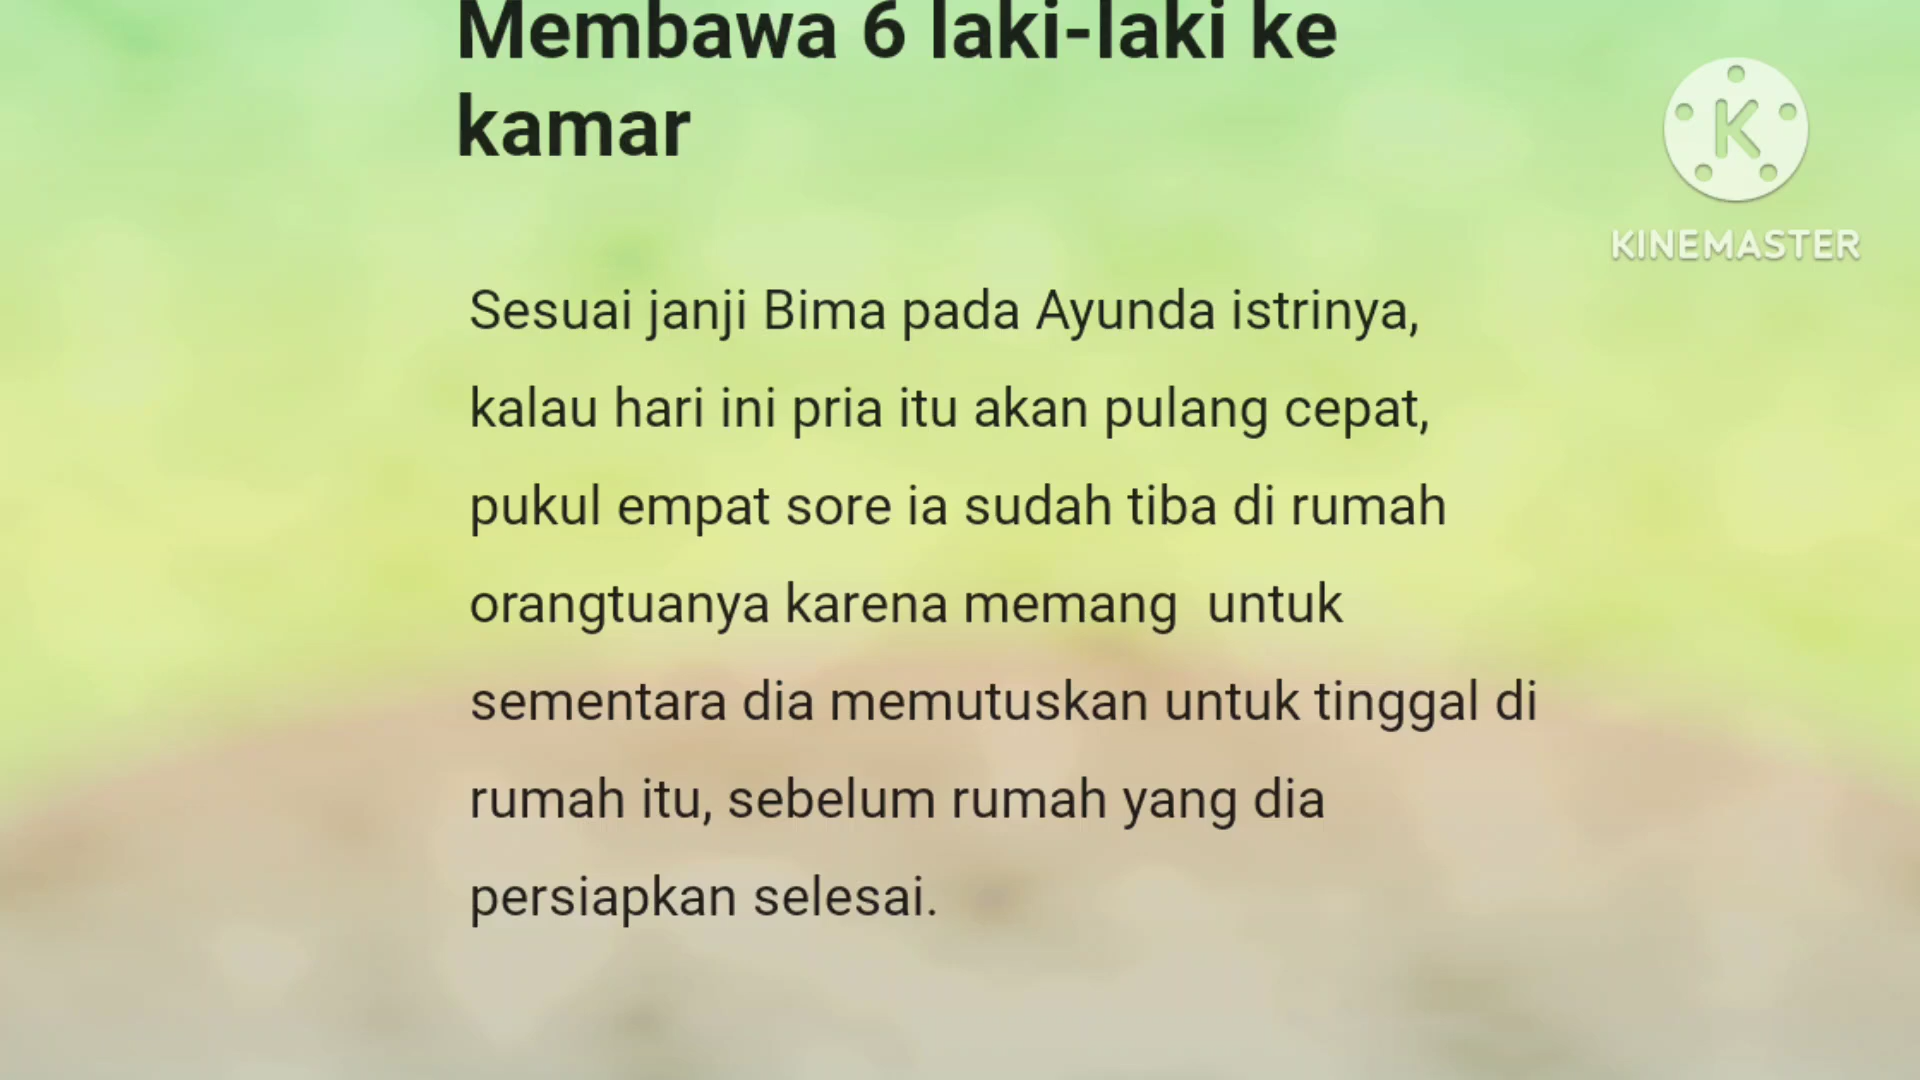 Membawa 6 laki-laki ke
kamar
K
KINEMASTER
Sesuai janji Bima pada Ayunda istrinya,
kalau hari ini pria itu akan pulang cepat,
pukul empat sore ia sudah tiba di rumah
orangtuanya karena memang  untuk
sementara dia memutuskan untuk tinggal di
rumah itu, sebelum rumah yang dia
persiapkan selesai.